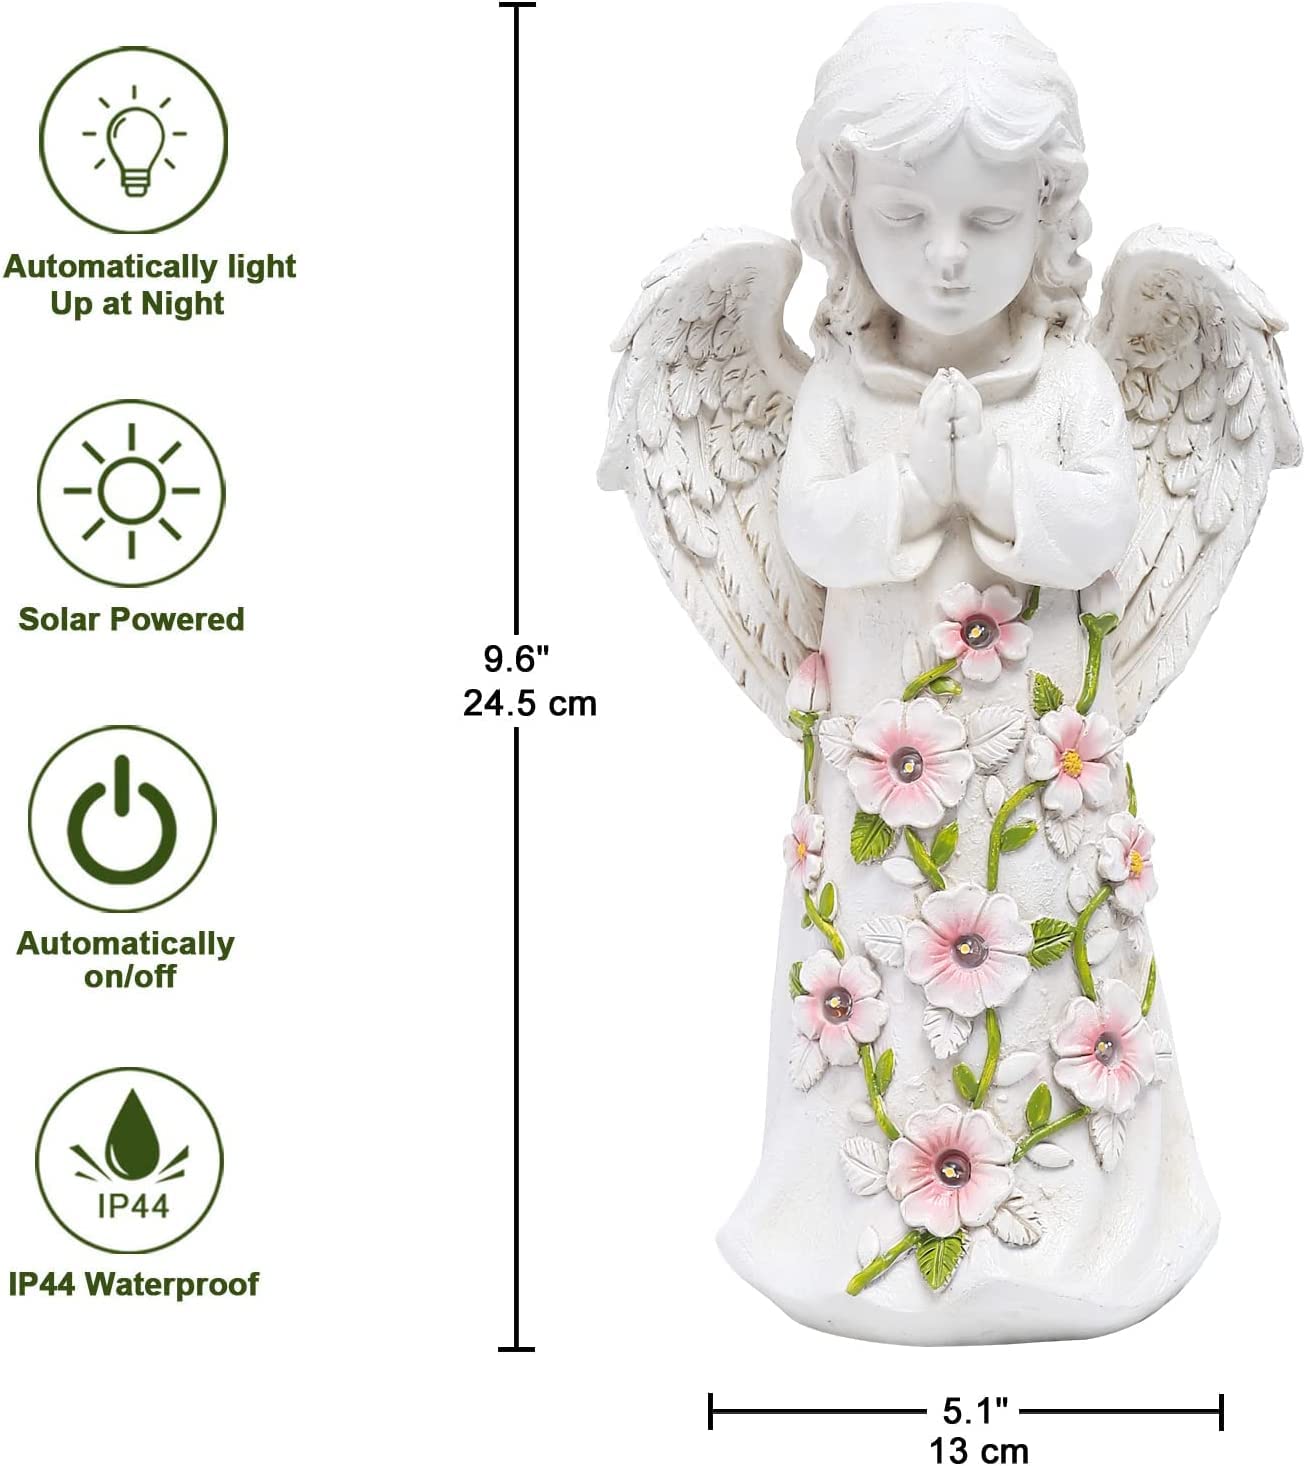 Automatically light
Up at Night
Solar Powered
Automatically
on/off
IP44
IP44 Waterproof
9.6"
24.5 cm
5.1"
13 cm